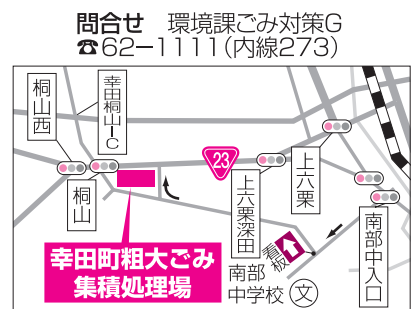 問合せ 環境課ごみ対策G
☎62−1111(内線273)
桐山西
幸田桐山IC
桐山
23
上六栗深田
上六栗
南部中入口
看板
南部
中学校 文
幸田町粗大ごみ
集積処理場